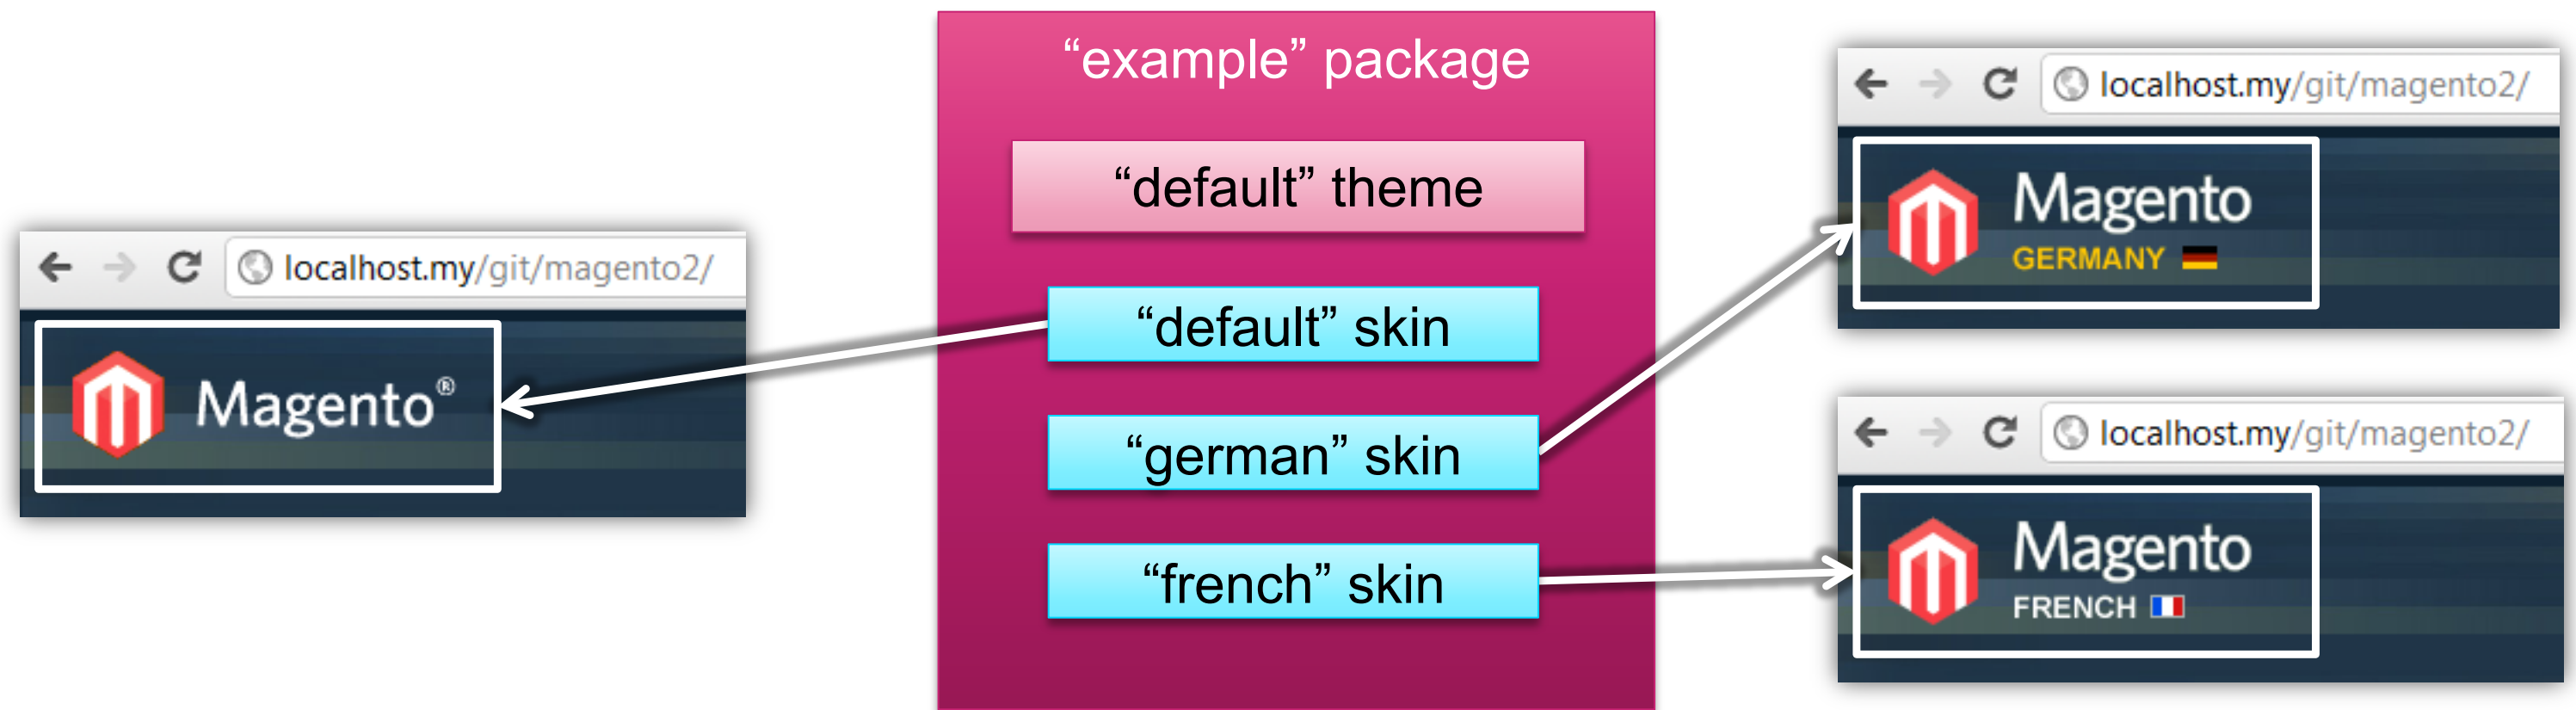 localhost.my/git/magento2/
Magento®
“example” package
“default” theme
“default” skin
“german” skin
“french” skin
localhost.my/git/magento2/
Magento
GERMANY
localhost.my/git/magento2/
Magento
FRENCH